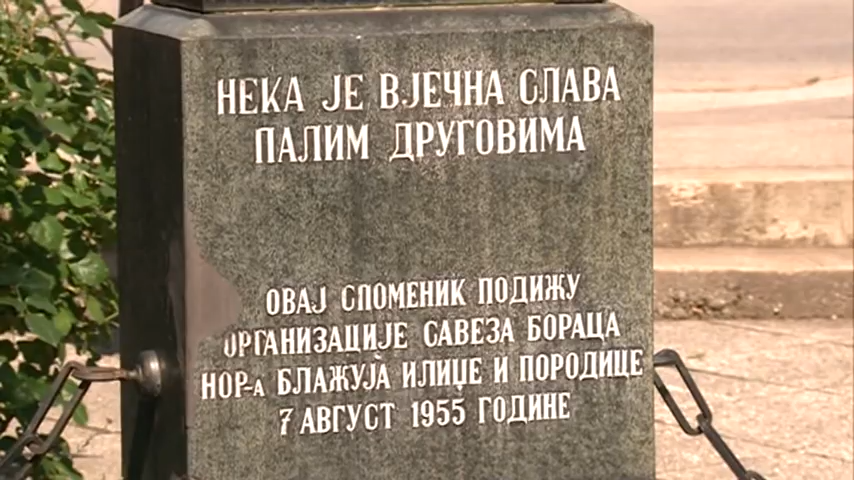 НЕКА ЈЕ ВЈЕЧНА СЛАВА
ПАЛИМ ДРУГОВИМА
ОВАЈ СПОМЕНИК ПОДИЖУ
ОРГАНИЗАЦИЈЕ САВЕЗА БОРАЦА
НОР-а БЛАЖУЈА ИЛИЏЕ И ПОРОДИЦЕ
7 АВГУСТ 1955 ГОДИНЕ